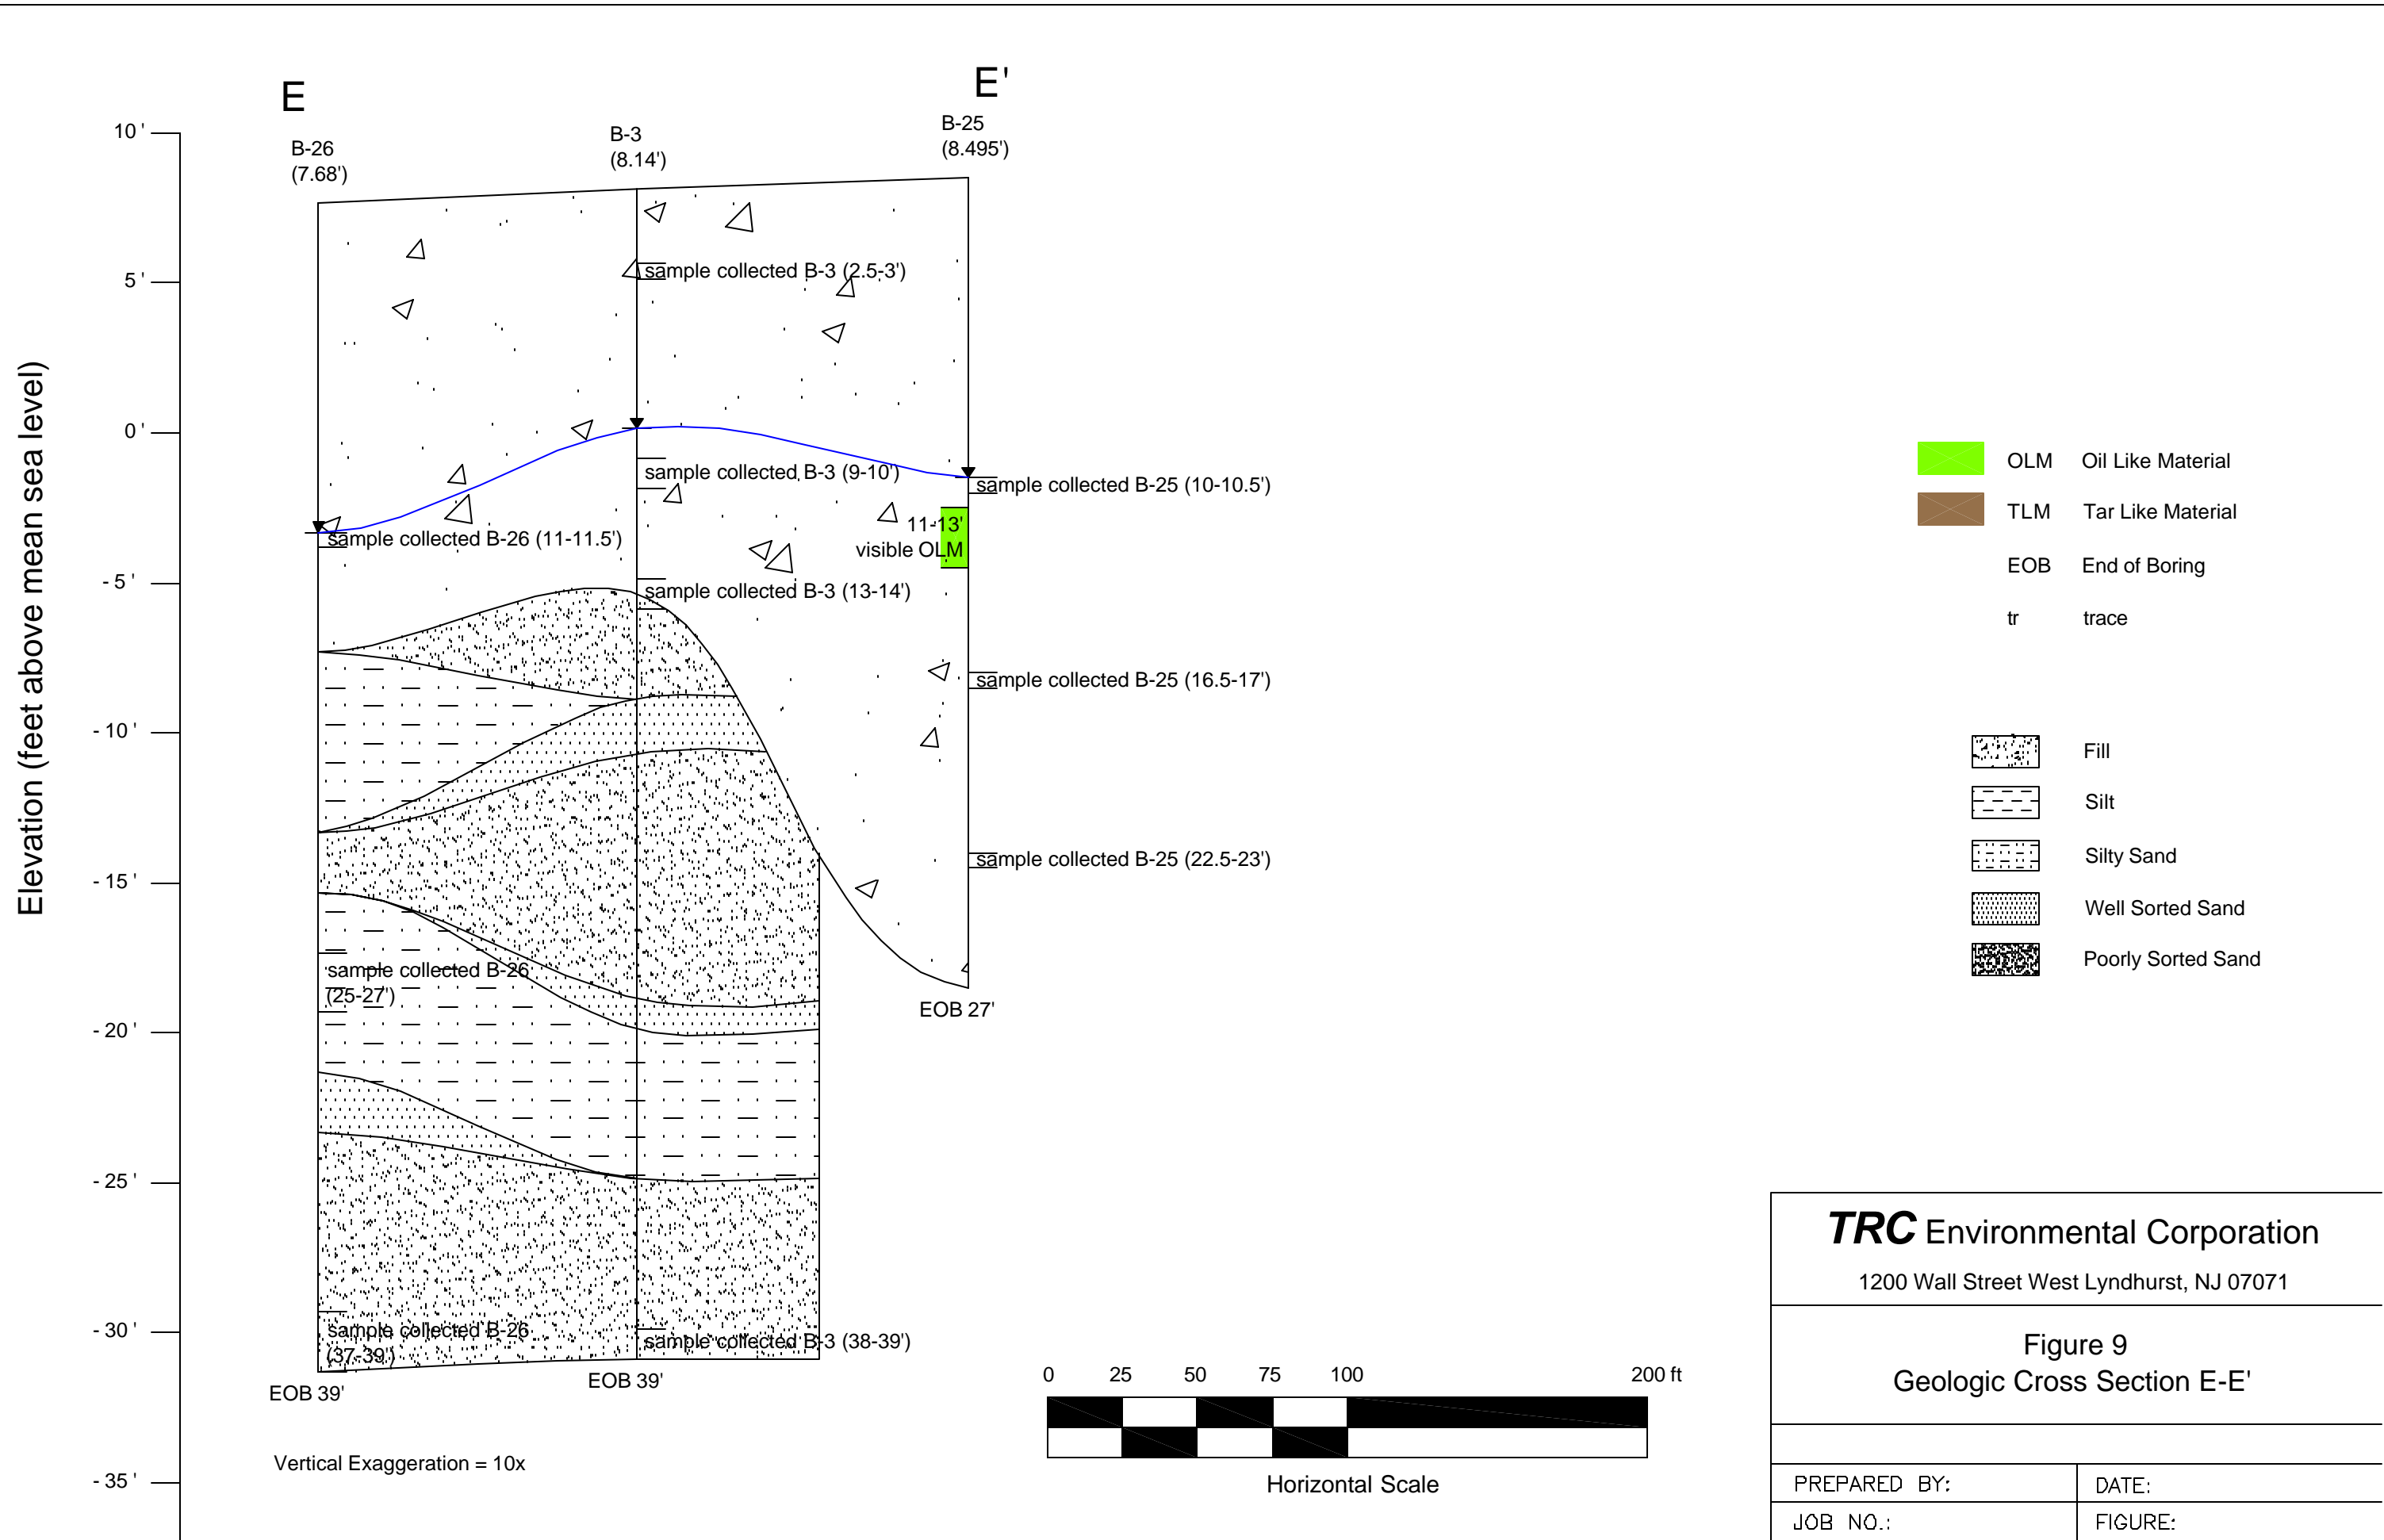 E
E'
B-26
(7.68')
B-3
(8.14')
B-25
(8.495')
Elevation (feet above mean sea level)
10'
5'
0'
-5'
-10'
-15'
-20'
-25'
-30'
-35'
sample collected B-3 (2.5-3')
sample collected B-3 (9-10')
sample collected B-25 (10-10.5')
11-13'
visible OLM
sample collected B-26 (11-11.5')
sample collected B-3 (13-14')
sample collected B-25 (16.5-17')
sample collected B-25 (22.5-23')
sample collected B-26
(25-27')
EOB 27'
sample collected B-26
(37-39')
sample collected B-3 (38-39')
EOB 39'
EOB 39'
Vertical Exaggeration = 10x
0 25 50 75 100 200 ft
Horizontal Scale
OLM Oil Like Material
TLM Tar Like Material
EOB End of Boring
tr trace
Fill
Silt
Silty Sand
Well Sorted Sand
Poorly Sorted Sand
TRC Environmental Corporation
1200 Wall Street West Lyndhurst, NJ 07071
Figure 9
Geologic Cross Section E-E'
PREPARED BY:
DATE:
JOB NO.:
FIGURE: